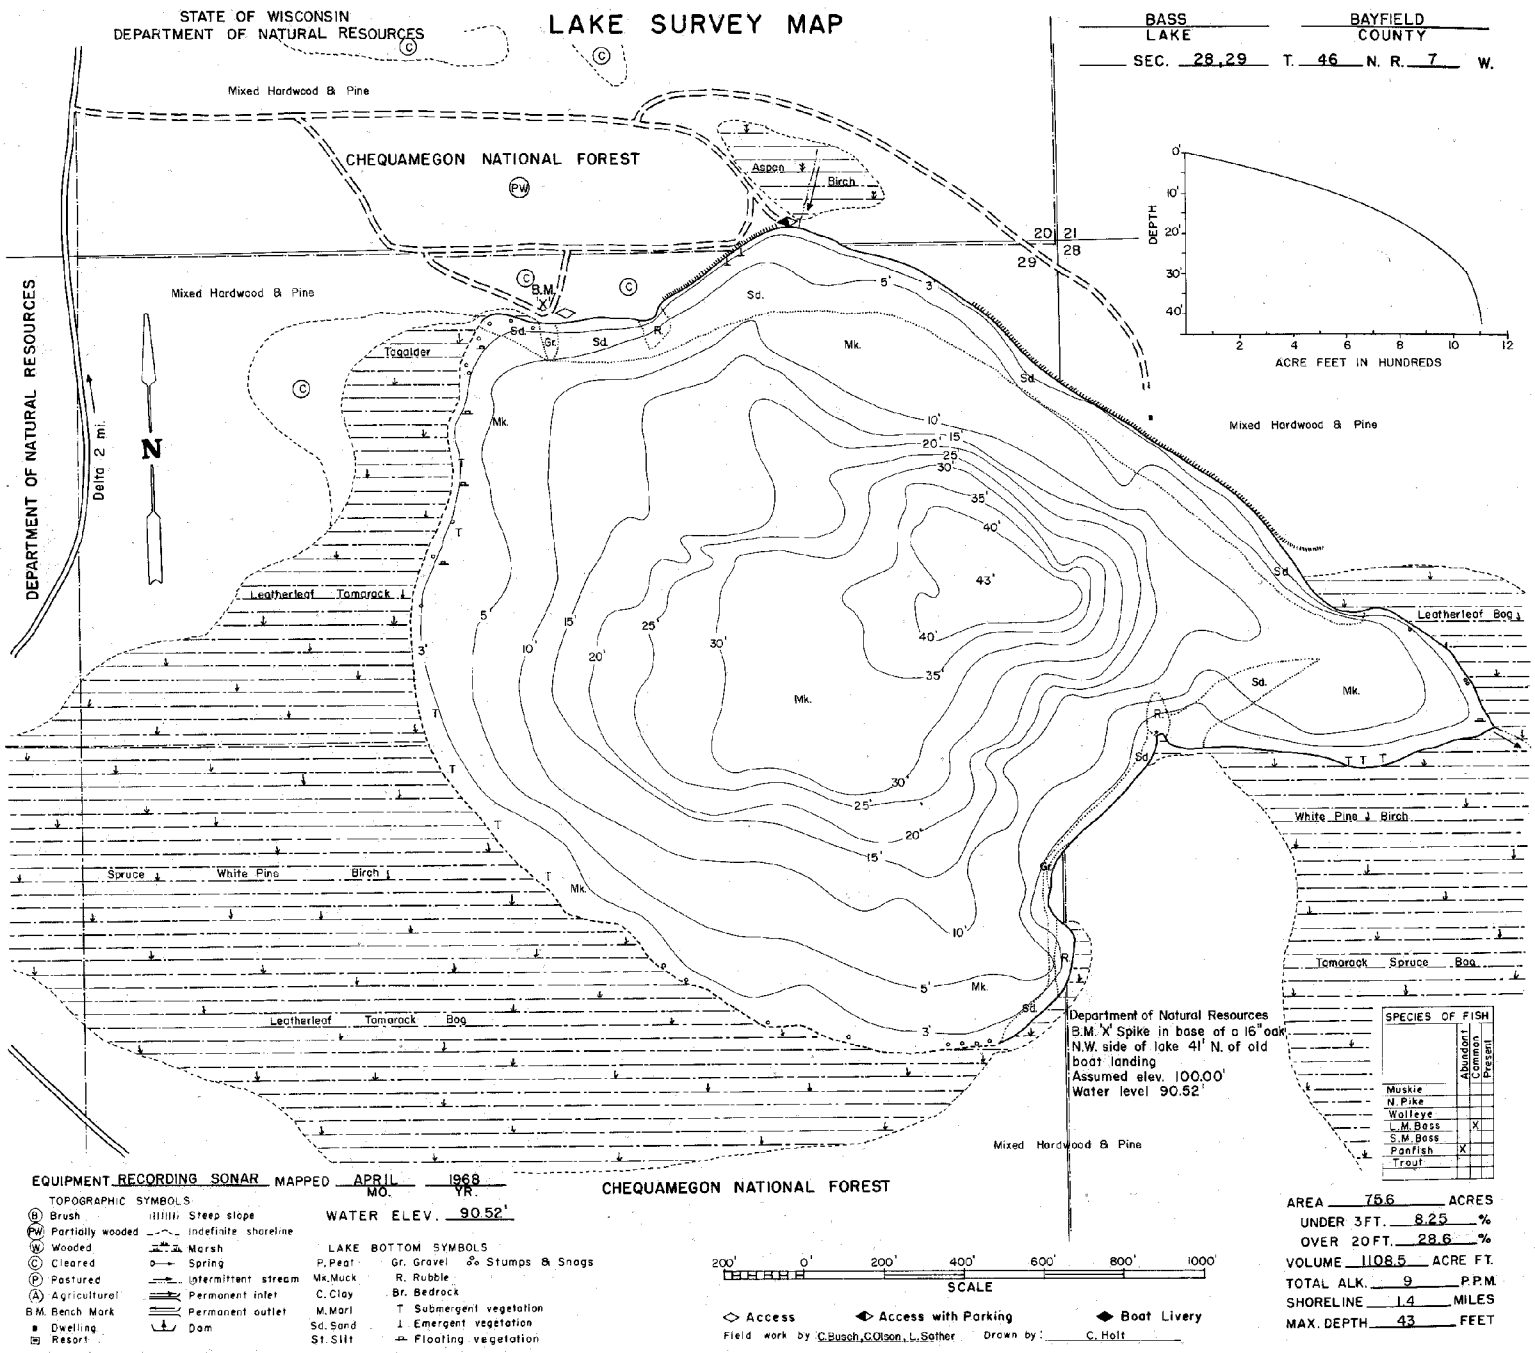 STATE OF WISCONSIN
DEPARTMENT OF NATURAL RESOURCES
LAKE SURVEY MAP
BASS
LAKE
BAYFIELD
COUNTY
SEC. 28,29 T. 46 N. R. 7 W.
C
C
Mixed Hardwood & Pine
CHEQUAMEGON NATIONAL FOREST
PW
Aspen
Birch
20 21
29 28
DEPTH
0'
10'
20'
30'
40'
2 4 6 8 10 12
ACRE FEET IN HUNDREDS
DEPARTMENT OF NATURAL RESOURCES
Delta 2 mi.
N
Mixed Hardwood & Pine
C
B.M.
'X'
C
C
Sd.
Gr.
Sd.
R.
Sd.
5'
3'
Mk.
Sd.
Tagalder
Mk.
10'
15'
20'
25'
30'
35'
40'
43'
40'
35'
Mixed Hardwood & Pine
Sd.
Leatherleaf Bog
Leatherleaf Tamarack
3'
5'
10'
15'
20'
25'
30'
Mk.
Sd.
Mk.
R.
Sd.
T T T
30'
25'
20'
15'
10'
5'
3'
White Pine Birch
Spruce White Pine Birch
Mk.
Gr.
R.
Mk.
Sd.
Tamarack Spruce Bog
Leatherleaf Tamarack Bog
Department of Natural Resources
B.M. 'X' Spike in base of a 16" oak
N.W. side of lake 41' N. of old
boat landing
Assumed elev. 100.00'
Water level 90.52'
Mixed Hardwood & Pine
SPECIES OF FISH
Abundant
Common
Present
Muskie
N. Pike
Walleye
L.M. Bass X
S.M. Bass
Panfish X
Trout
EQUIPMENT RECORDING SONAR MAPPED APRIL 1968
MO. YR.
WATER ELEV. 90.52'
CHEQUAMEGON NATIONAL FOREST
TOPOGRAPHIC SYMBOLS
B Brush
PW Partially wooded
W Wooded
C Cleared
P Pastured
A Agricultural
B.M. Bench Mark
Dwelling
Resort
Steep slope
Indefinite shoreline
Marsh
Spring
Intermittent stream
Permanent inlet
Permanent outlet
Dam
LAKE BOTTOM SYMBOLS
P. Peat
Mk. Muck
C. Clay
M. Marl
Sd. Sand
St. Silt
Gr. Gravel
R. Rubble
Br. Bedrock
T Submergent vegetation
Emergent vegetation
Floating vegetation
Stumps & Snags
200' 0' 200' 400' 600' 800' 1000'
SCALE
Access
Access with Parking
Boat Livery
Field work by C.Busch, C.Olson, L.Sather Drawn by: C. Holt
AREA 75.6 ACRES
UNDER 3 FT. 8.25 %
OVER 20 FT. 28.6 %
VOLUME 1108.5 ACRE FT.
TOTAL ALK. 9 P.P.M.
SHORELINE 1.4 MILES
MAX. DEPTH 43 FEET